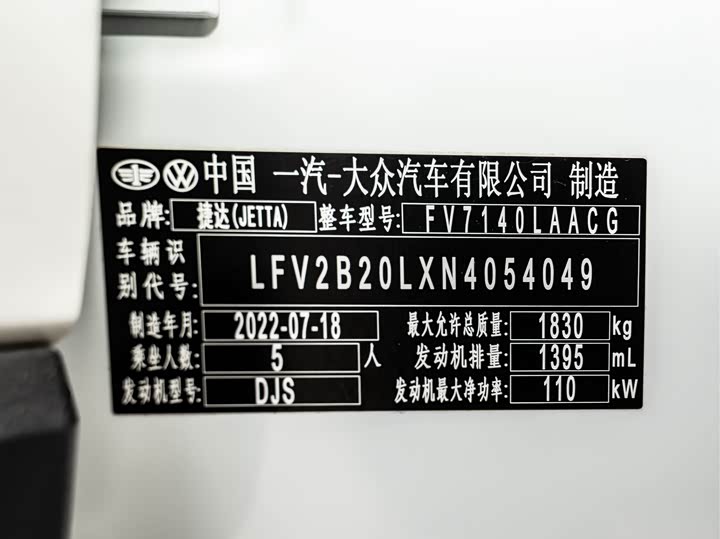 中国 一汽-大众汽车有限公司 制造
品牌: 捷达(JETTA) 整车型号: FV7140LAACG
车辆识别代号: LFV2B20LXN4054049
制造年月: 2022-07-18 最大允许总质量: 1830 kg
乘坐人数: 5 人 发动机排量: 1395 mL
发动机型号: DJS 发动机最大净功率: 110 kW